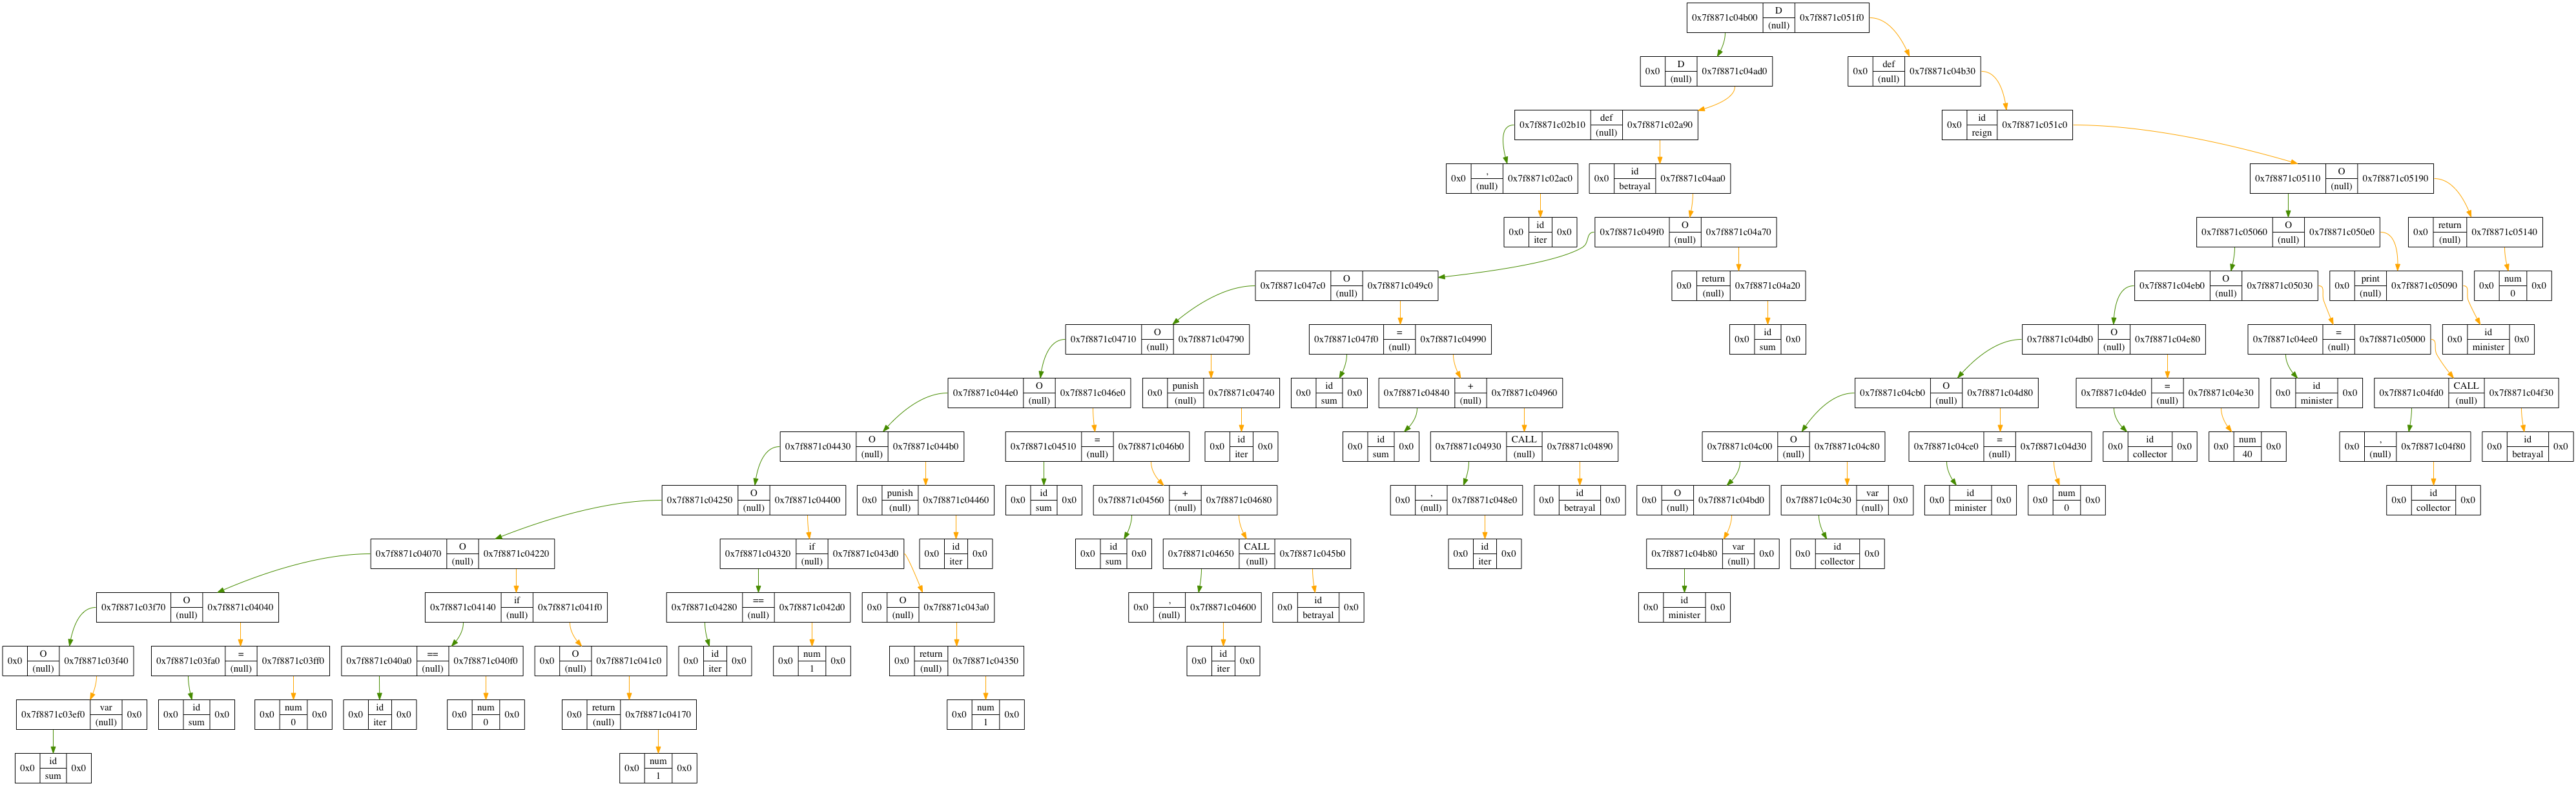 0x7f8871c04b00 D (null) 0x7f8871c051f0
0x0 D (null) 0x7f8871c04ad0
0x0 def (null) 0x7f8871c04b30
0x7f8871c02b10 def (null) 0x7f8871c02a90
0x0 id reign 0x7f8871c051c0
0x0 , (null) 0x7f8871c02ac0
0x0 id betrayal 0x7f8871c04aa0
0x7f8871c05110 O (null) 0x7f8871c05190
0x0 id iter 0x0
0x7f8871c049f0 O (null) 0x7f8871c04a70
0x7f8871c05060 O (null) 0x7f8871c050e0
0x0 return (null) 0x7f8871c05140
0x7f8871c047c0 O (null) 0x7f8871c049c0
0x0 return (null) 0x7f8871c04a20
0x7f8871c04eb0 O (null) 0x7f8871c05030
0x0 print (null) 0x7f8871c05090
0x0 num 0 0x0
0x7f8871c04710 O (null) 0x7f8871c04790
0x7f8871c047f0 = (null) 0x7f8871c04990
0x0 id sum 0x0
0x7f8871c04db0 O (null) 0x7f8871c04e80
0x7f8871c04ee0 = (null) 0x7f8871c05000
0x0 id minister 0x0
0x7f8871c044e0 O (null) 0x7f8871c046e0
0x0 punish (null) 0x7f8871c04740
0x0 id sum 0x0
0x7f8871c04840 + (null) 0x7f8871c04960
0x7f8871c04cb0 O (null) 0x7f8871c04d80
0x7f8871c04de0 = (null) 0x7f8871c04e30
0x0 id minister 0x0
0x7f8871c04fd0 CALL (null) 0x7f8871c04f30
0x7f8871c04430 O (null) 0x7f8871c044b0
0x7f8871c04510 = (null) 0x7f8871c046b0
0x0 id iter 0x0
0x0 id sum 0x0
0x7f8871c04930 CALL (null) 0x7f8871c04890
0x7f8871c04c00 O (null) 0x7f8871c04c80
0x7f8871c04ce0 = (null) 0x7f8871c04d30
0x0 id collector 0x0
0x0 num 40 0x0
0x0 , (null) 0x7f8871c04f80
0x0 id betrayal 0x0
0x7f8871c04250 O (null) 0x7f8871c04400
0x0 punish (null) 0x7f8871c04460
0x0 id sum 0x0
0x7f8871c04560 + (null) 0x7f8871c04680
0x0 , (null) 0x7f8871c048e0
0x0 id betrayal 0x0
0x0 O (null) 0x7f8871c04bd0
0x7f8871c04c30 var (null) 0x0
0x0 id minister 0x0
0x0 num 0 0x0
0x0 id collector 0x0
0x7f8871c04070 O (null) 0x7f8871c04220
0x7f8871c04320 if (null) 0x7f8871c043d0
0x0 id iter 0x0
0x0 id sum 0x0
0x7f8871c04650 CALL (null) 0x7f8871c045b0
0x0 id iter 0x0
0x7f8871c04b80 var (null) 0x0
0x0 id collector 0x0
0x7f8871c03f70 O (null) 0x7f8871c04040
0x7f8871c04140 if (null) 0x7f8871c041f0
0x7f8871c04280 == (null) 0x7f8871c042d0
0x0 O (null) 0x7f8871c043a0
0x0 , (null) 0x7f8871c04600
0x0 id betrayal 0x0
0x0 id minister 0x0
0x0 O (null) 0x7f8871c03f40
0x7f8871c03fa0 = (null) 0x7f8871c03ff0
0x7f8871c040a0 == (null) 0x7f8871c040f0
0x0 O (null) 0x7f8871c041c0
0x0 id iter 0x0
0x0 num 1 0x0
0x0 return (null) 0x7f8871c04350
0x0 id iter 0x0
0x7f8871c03ef0 var (null) 0x0
0x0 id sum 0x0
0x0 num 0 0x0
0x0 id iter 0x0
0x0 num 0 0x0
0x0 return (null) 0x7f8871c04170
0x0 num 1 0x0
0x0 id sum 0x0
0x0 num 1 0x0